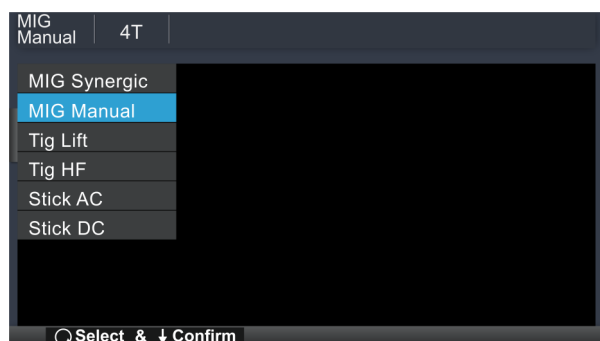 MIG
Manual
4T
MIG Synergic
MIG Manual
Tig Lift
Tig HF
Stick AC
Stick DC
Select & ↓ Confirm